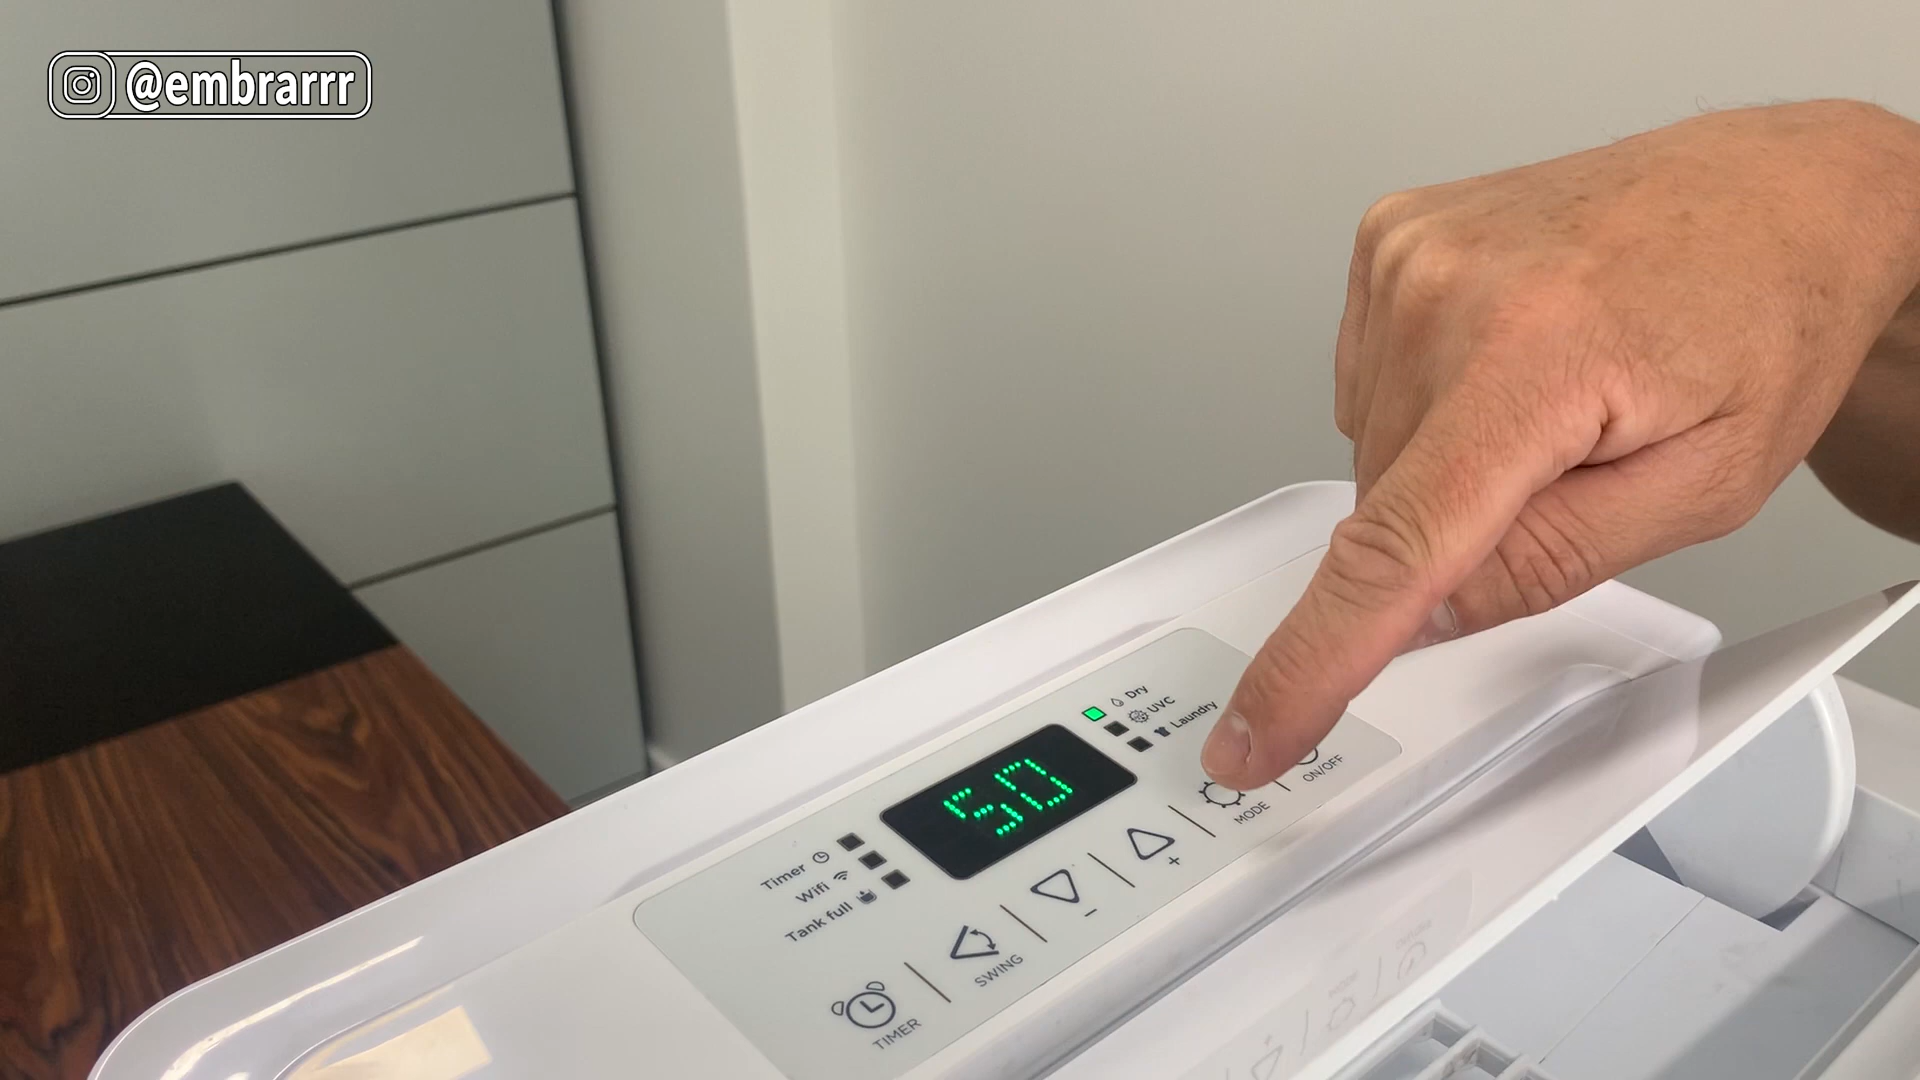 @embrarrr
Dry
UVC
Laundry
50
Timer
Wifi
Tank full
ON/OFF
MODE
+
−
SWING
TIMER